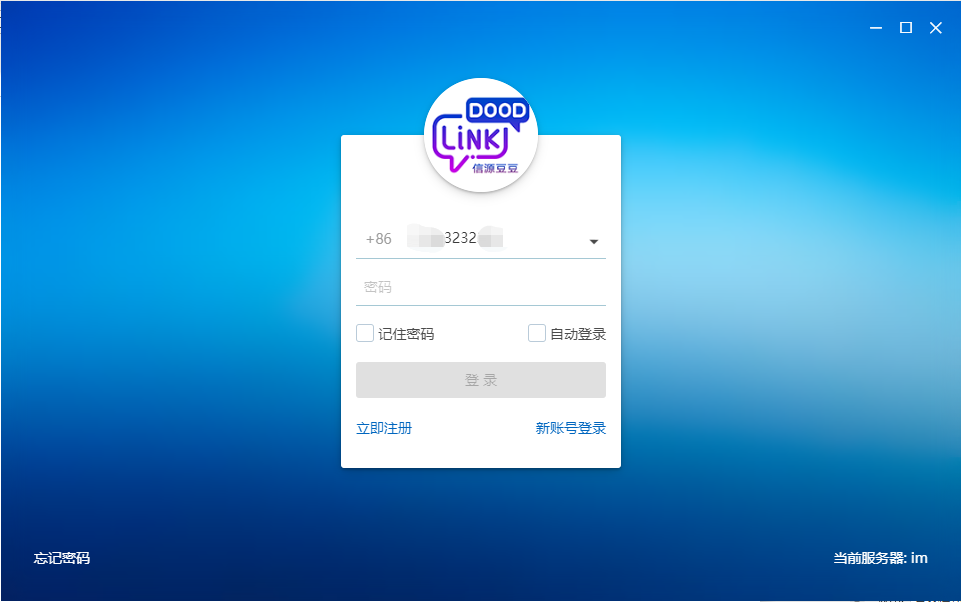 DOOD
LiNK
信源豆豆
+86 3232
密码
记住密码 自动登录
登 录
立即注册 新账号登录
忘记密码 当前服务器: im